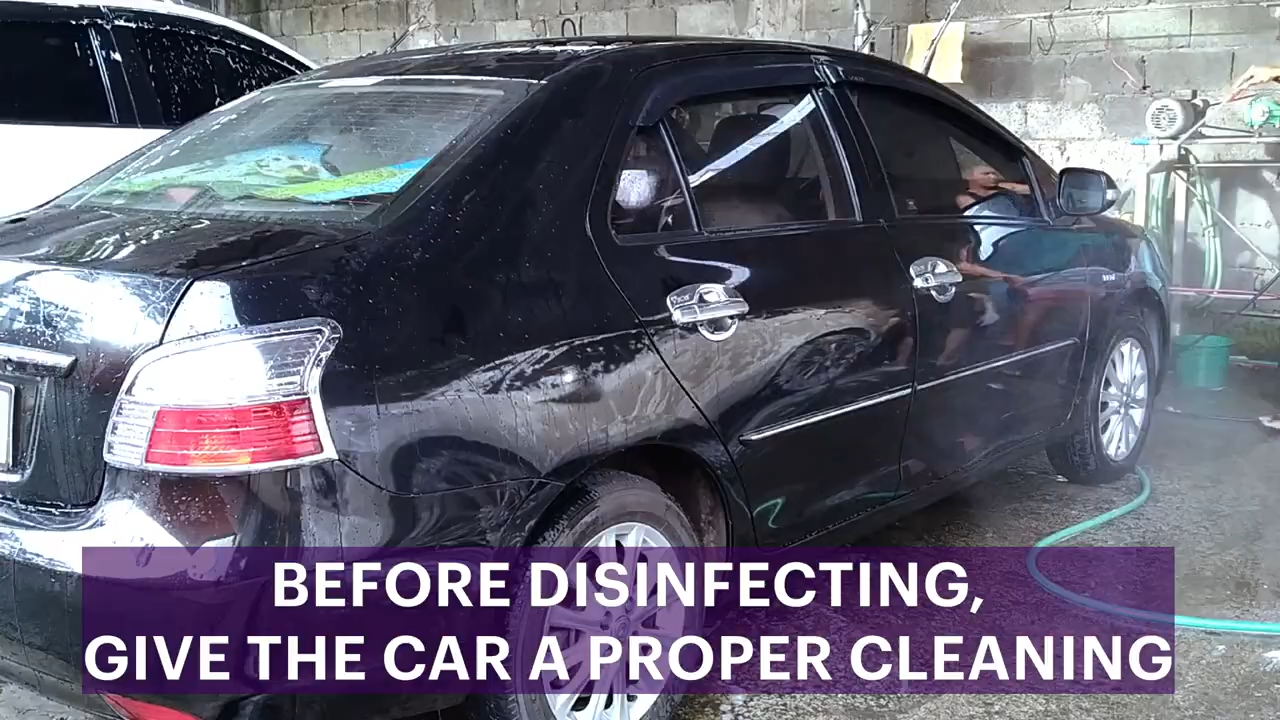 BEFORE DISINFECTING,
GIVE THE CAR A PROPER CLEANING